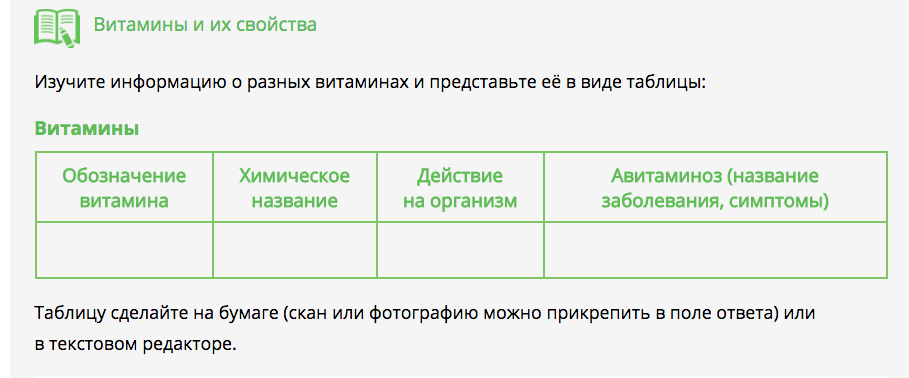 Витамины и их свойства
Изучите информацию о разных витаминах и представьте её в виде таблицы:
Витамины
Обозначение
витамина
Химическое
название
Действие
на организм
Авитаминоз (название
заболевания, симптомы)
Таблицу сделайте на бумаге (скан или фотографию можно прикрепить в поле ответа) или
в текстовом редакторе.